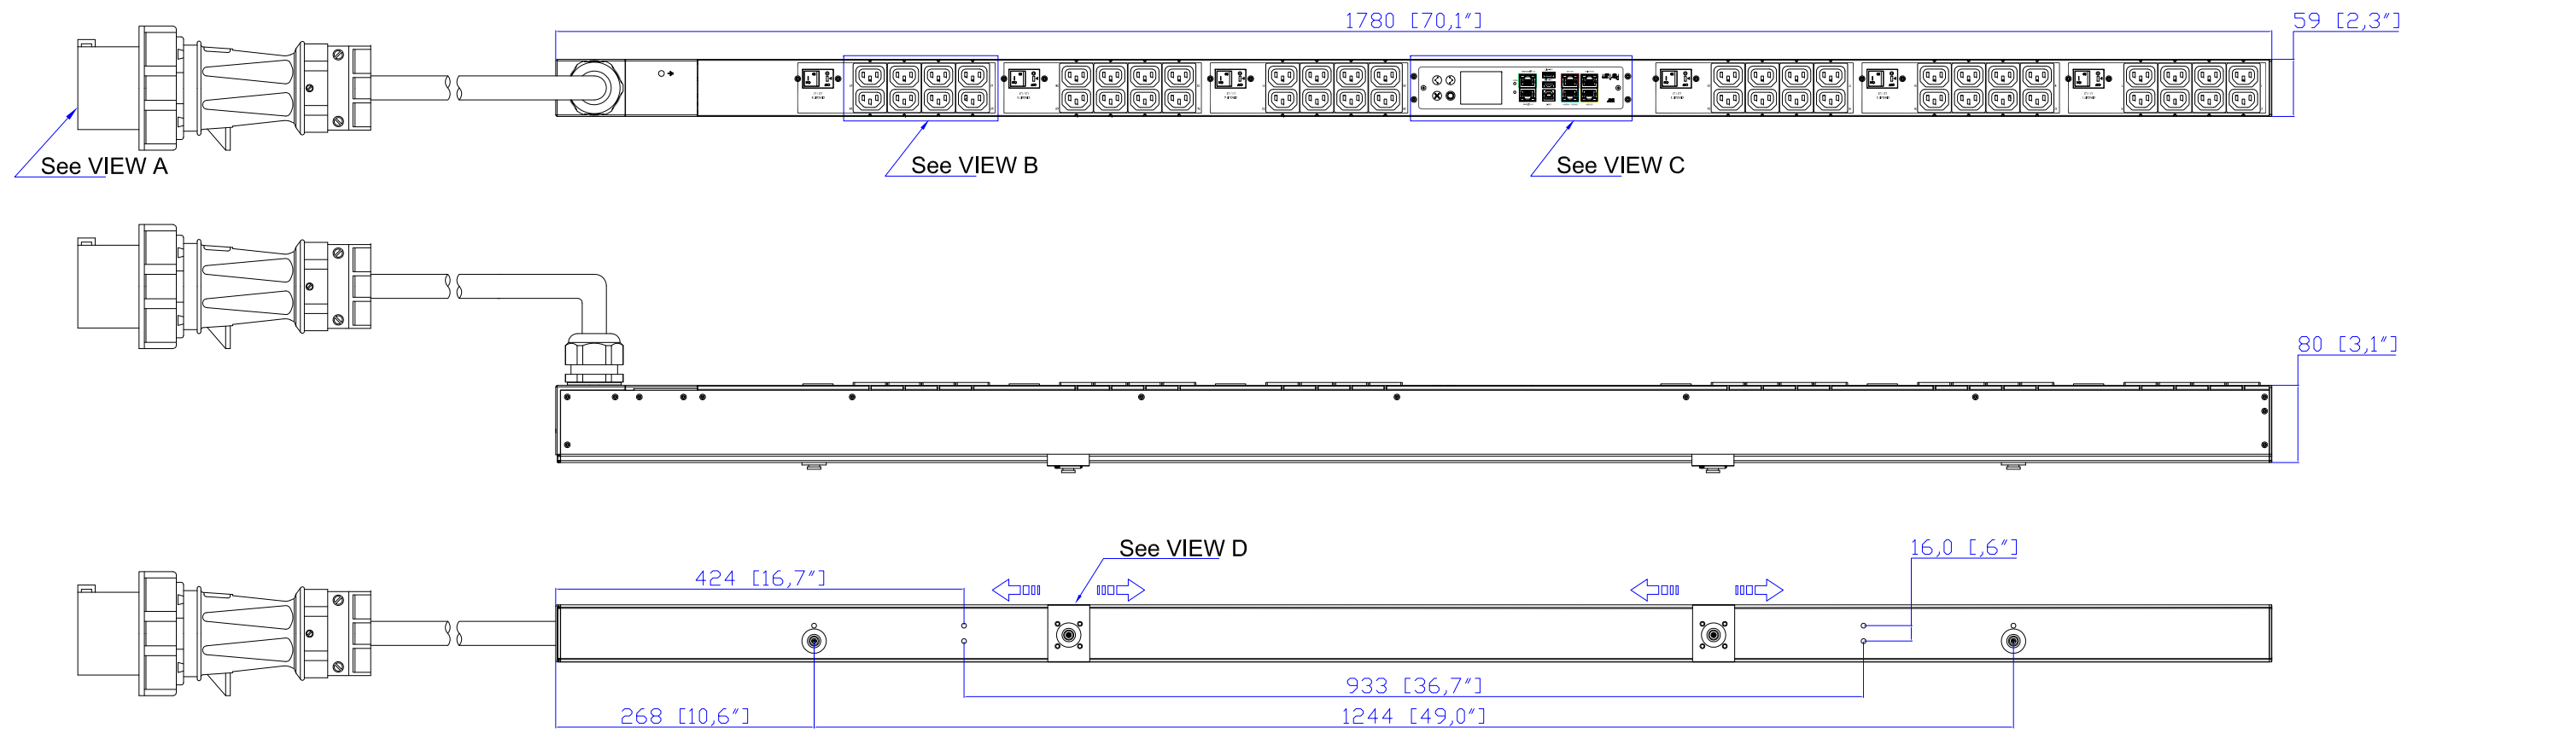 1780 [70,1"]
59 [2,3"]
See VIEW A
See VIEW B
See VIEW C
80 [3,1"]
See VIEW D
16,0 [,6"]
424 [16,7"]
933 [36,7"]
268 [10,6"]
1244 [49,0"]